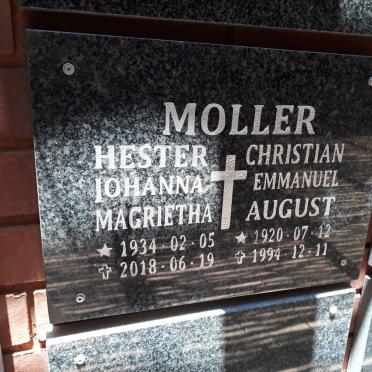 MOLLER
HESTER CHRISTIAN
JOHANNA EMMANUEL
MAGRIETHA AUGUST
1934·02·05 1920·07·12
2018·06·19 1994·12·11